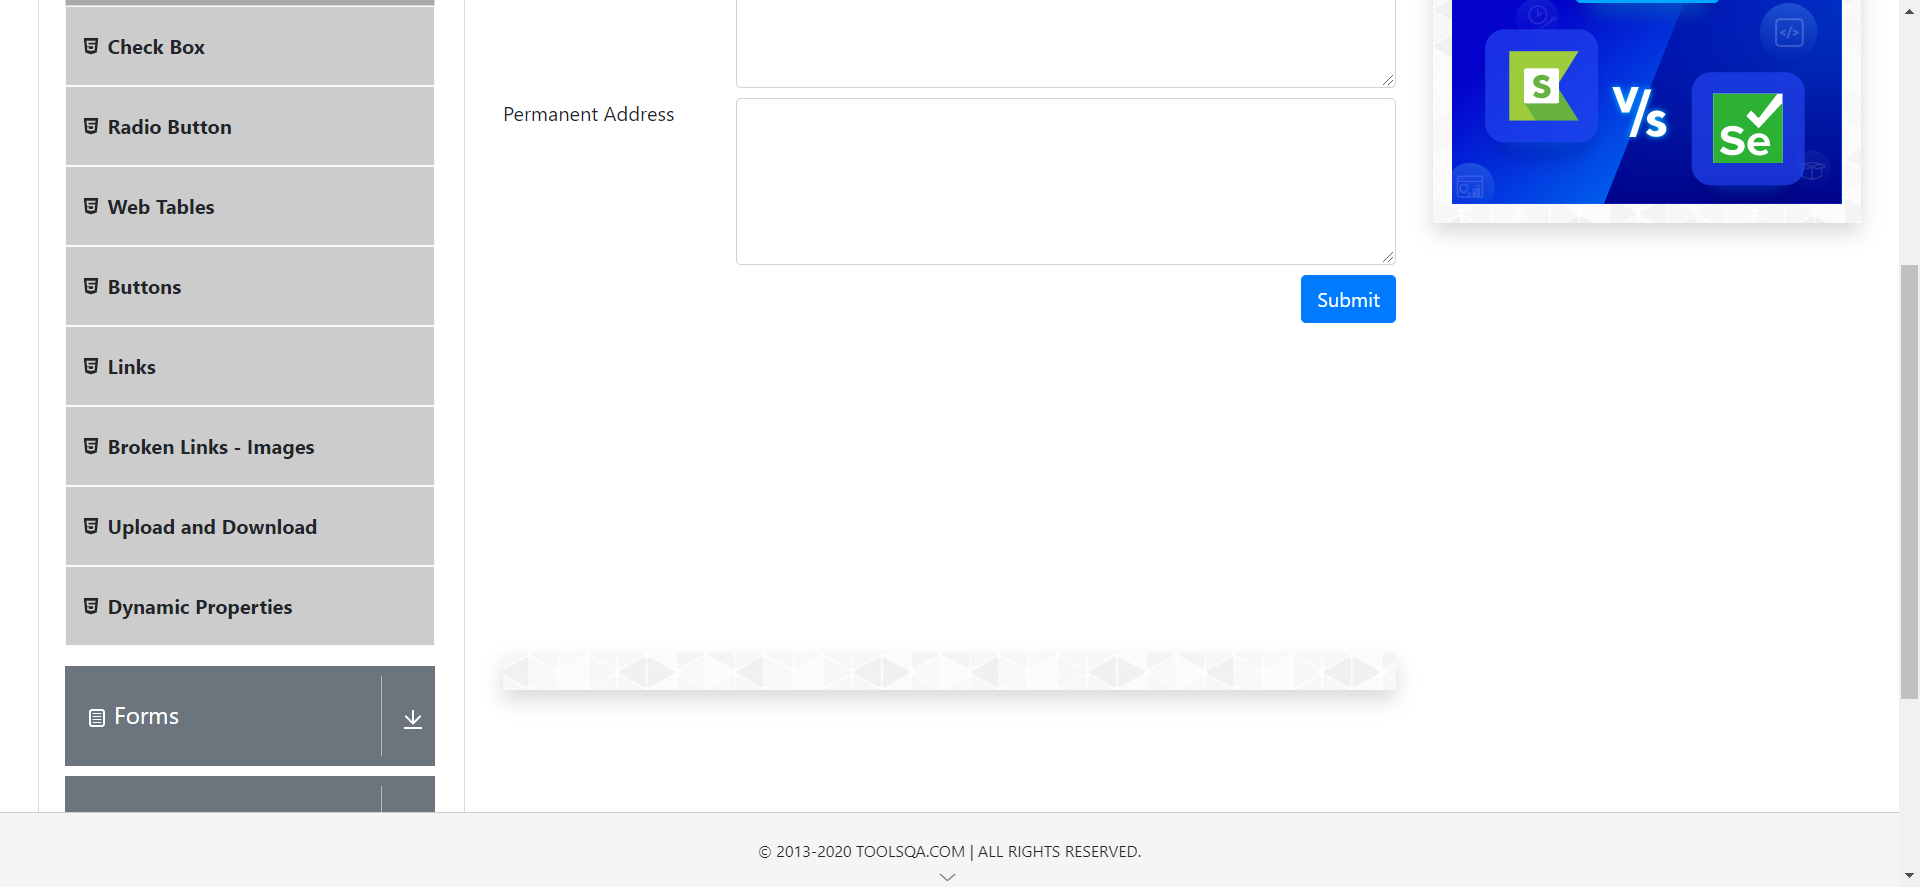 Check Box
Radio Button
Web Tables
Buttons
Links
Broken Links - Images
Upload and Download
Dynamic Properties
Forms
Permanent Address
Submit
S
V/s
Se
</>
© 2013-2020 TOOLSQA.COM | ALL RIGHTS RESERVED.